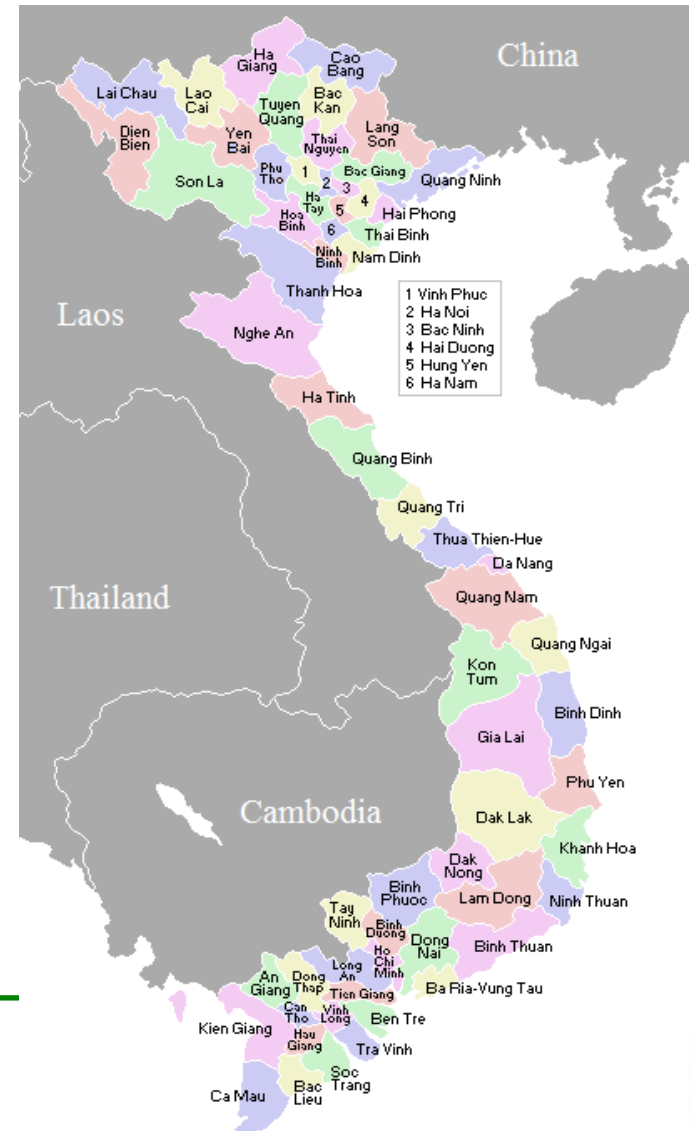 China
Ha
Giang
Cao
Bang
Lai Chau
Lao
Cai
Tuyen
Quang
Bac
Kan
Dien
Bien
Yen
Bai
Thai
Nguyen
Lang
Son
Son La
Phu
Tho
1
Bac Giang
Quang Ninh
2
3
Ha
Tay
4
5
Hai Phong
Hoa
Binh
6
Thai Binh
Ninh
Binh
Nam Dinh
Thanh Hoa
1 Vinh Phuc
2 Ha Noi
3 Bac Ninh
4 Hai Duong
5 Hung Yen
6 Ha Nam
Laos
Nghe An
Ha Tinh
Quang Binh
Quang Tri
Thua Thien-Hue
Da Nang
Thailand
Quang Nam
Quang Ngai
Kon
Tum
Binh Dinh
Gia Lai
Phu Yen
Cambodia
Dak Lak
Khanh Hoa
Dak
Nong
Binh
Phuoc
Lam Dong
Ninh Thuan
Tay
Ninh
Binh
Duong
Dong
Nai
Binh Thuan
Ho
Chi
Minh
Long
An
An
Giang
Dong
Thap
Tien Giang
Ba Ria-Vung Tau
Can
Tho
Vinh
Long
Ben Tre
Kien Giang
Hau
Giang
Tra Vinh
Soc
Trang
Ca Mau
Bac
Lieu